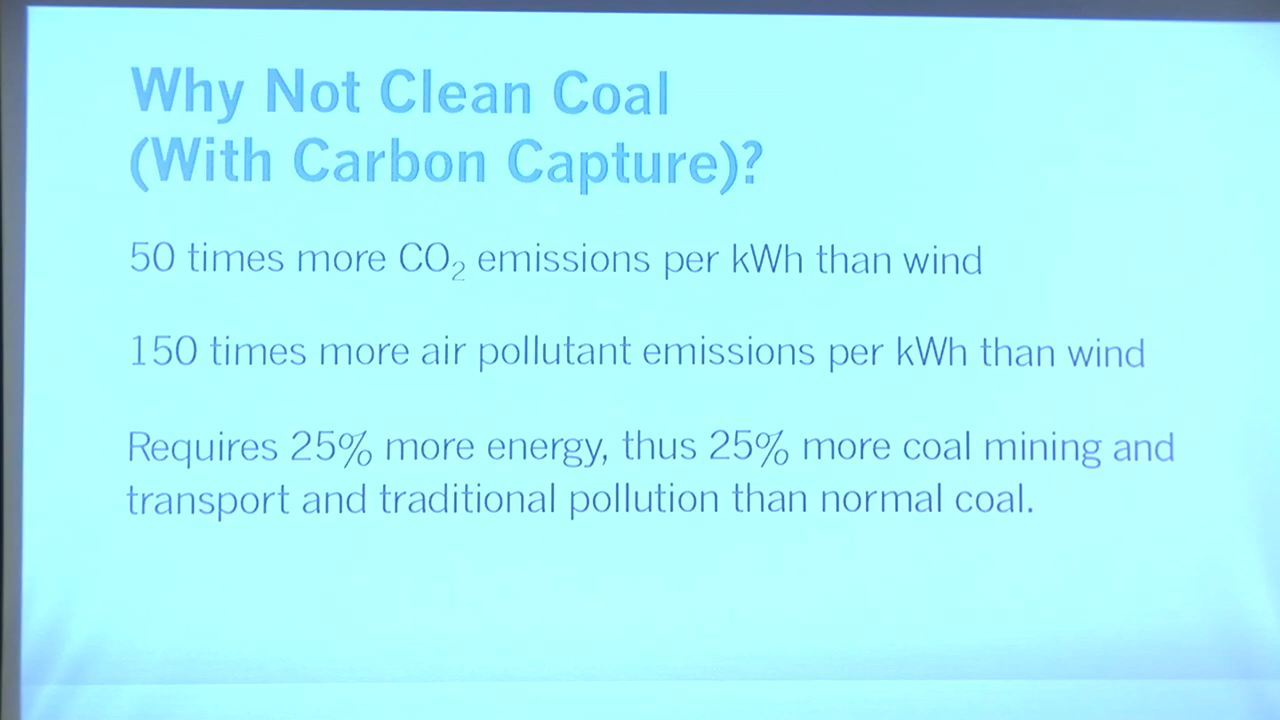 Why Not Clean Coal
(With Carbon Capture)?
50 times more CO₂ emissions per kWh than wind
150 times more air pollutant emissions per kWh than wind
Requires 25% more energy, thus 25% more coal mining and
transport and traditional pollution than normal coal.